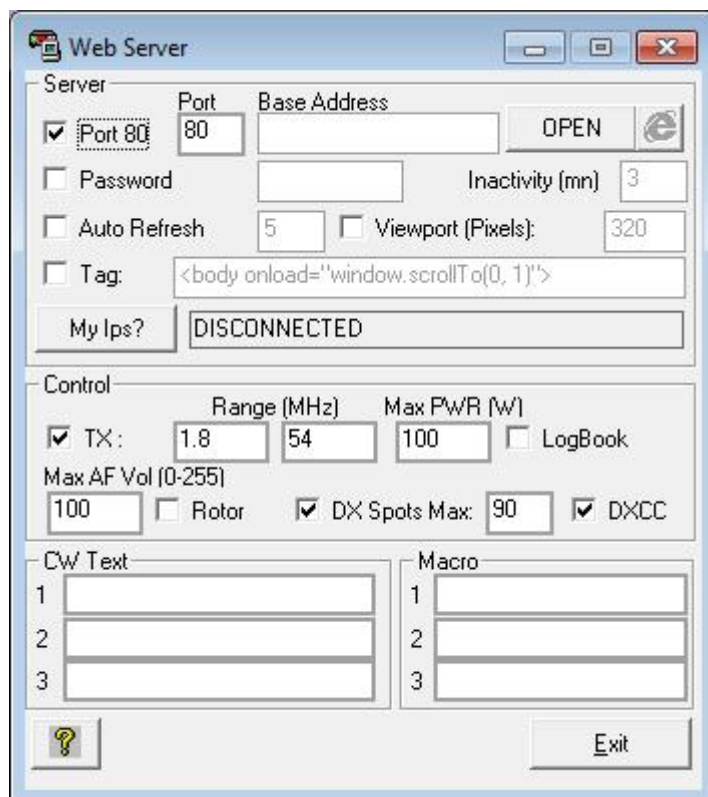 Web Server
Server
Port Base Address
Port 80 80 OPEN
Password Inactivity (mn) 3
Auto Refresh 5 Viewport (Pixels): 320
Tag: <body onload="window.scrollTo(0, 1)">
My Ips? DISCONNECTED
Control
Range (MHz) Max PWR (W)
TX : 1.8 54 100 LogBook
Max AF Vol (0-255)
100 Rotor DX Spots Max: 90 DXCC
CW Text Macro
1 1
2 2
3 3
? Exit